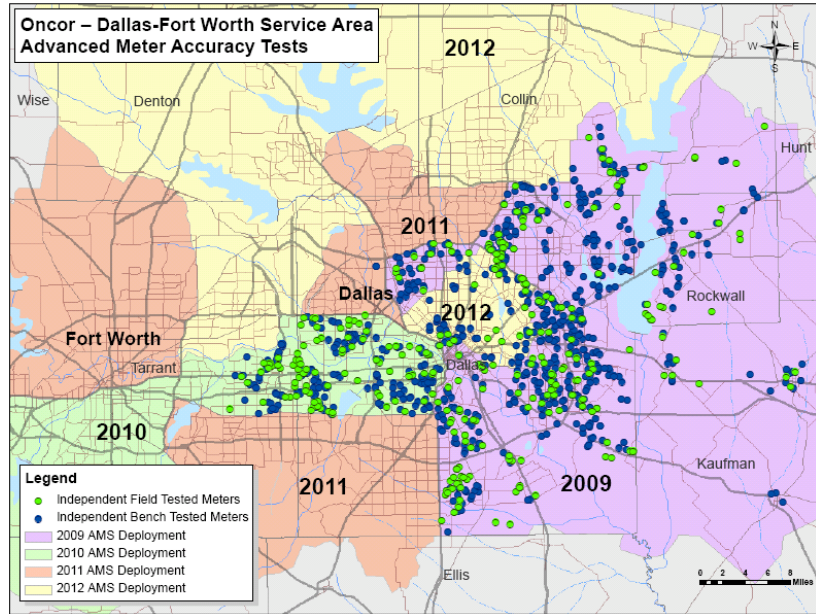 Oncor – Dallas-Fort Worth Service Area
Advanced Meter Accuracy Tests
N
W E
S
2012
Wise
Denton
Collin
Hunt
2011
Dallas
2012
Rockwall
Fort Worth
Tarrant
Dallas
2010
Legend
Independent Field Tested Meters
Independent Bench Tested Meters
2009 AMS Deployment
2010 AMS Deployment
2011 AMS Deployment
2012 AMS Deployment
2011
2009
Kaufman
Ellis
0 2 4 6 8
Miles